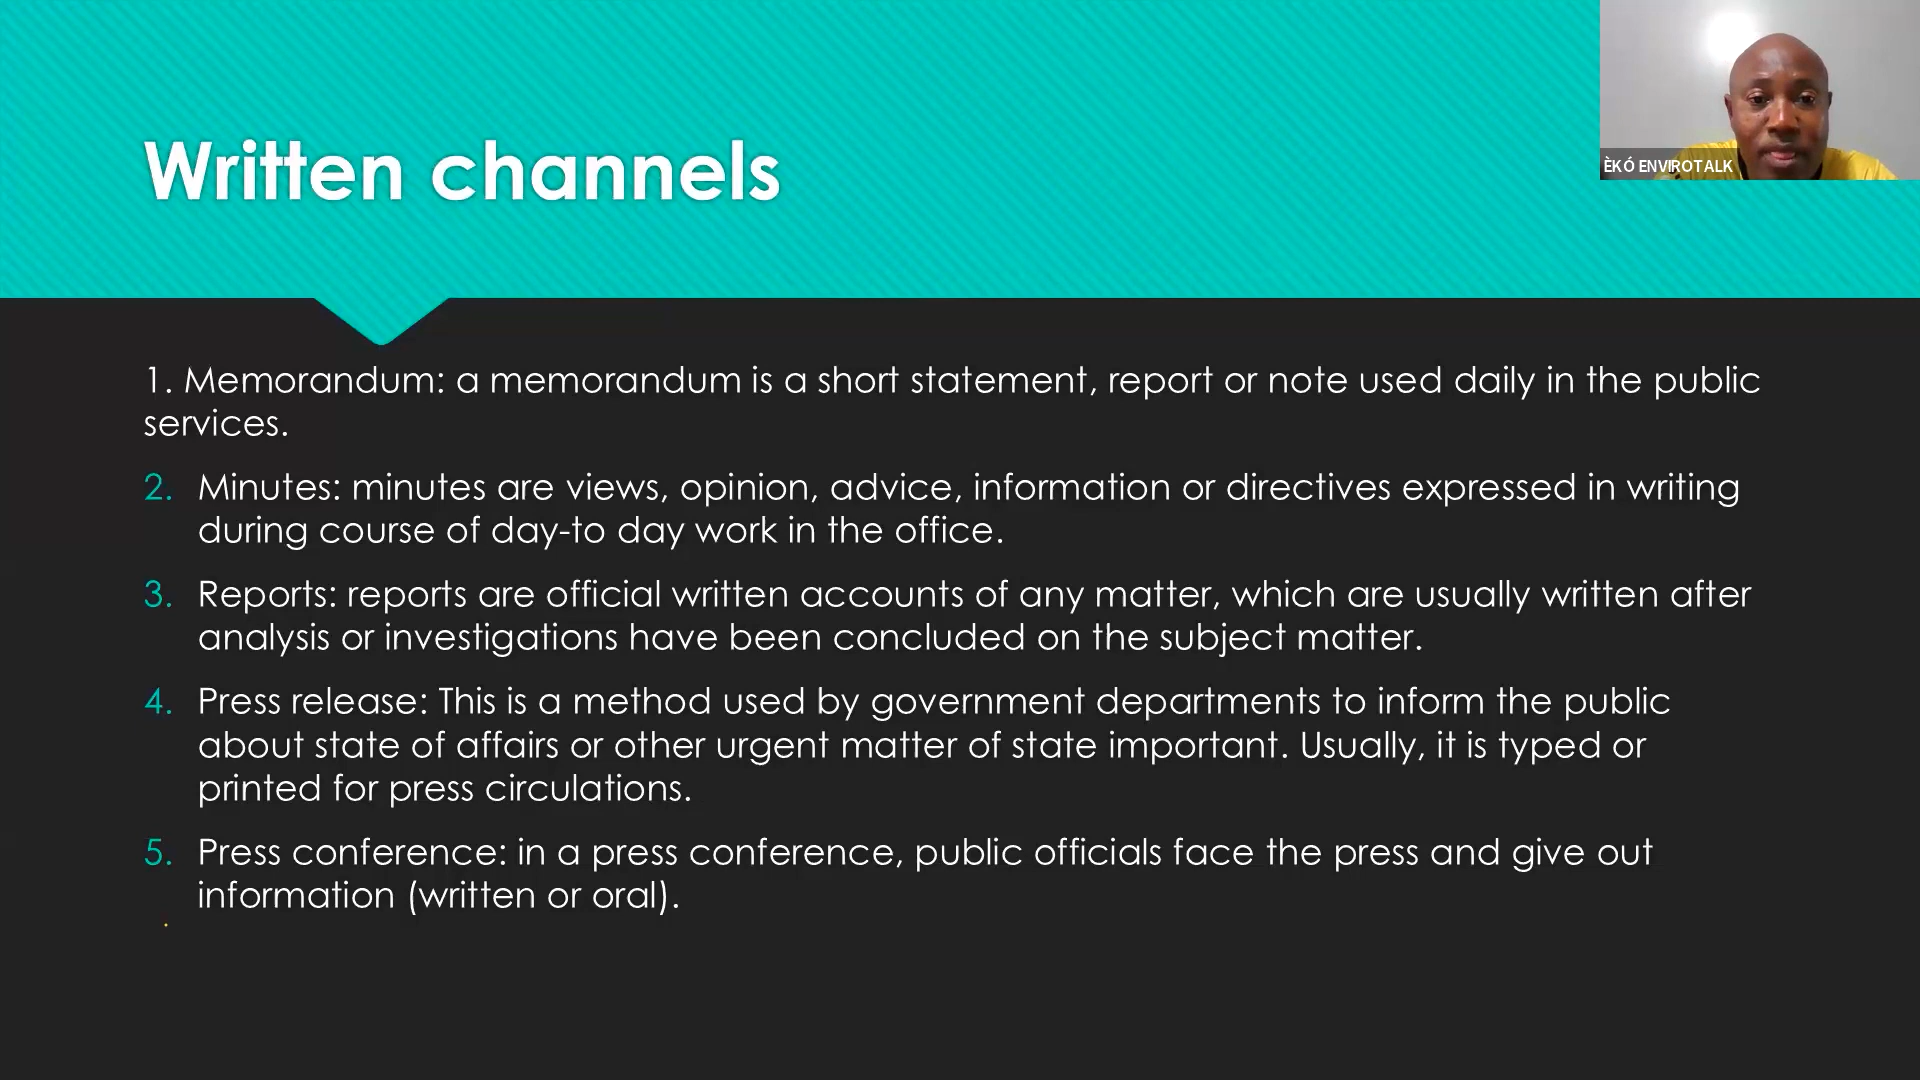 Written channels
ÈKÓ ENVIROTALK
1. Memorandum: a memorandum is a short statement, report or note used daily in the public
services.
2. Minutes: minutes are views, opinion, advice, information or directives expressed in writing
during course of day-to day work in the office.
3. Reports: reports are official written accounts of any matter, which are usually written after
analysis or investigations have been concluded on the subject matter.
4. Press release: This is a method used by government departments to inform the public
about state of affairs or other urgent matter of state important. Usually, it is typed or
printed for press circulations.
5. Press conference: in a press conference, public officials face the press and give out
information (written or oral).